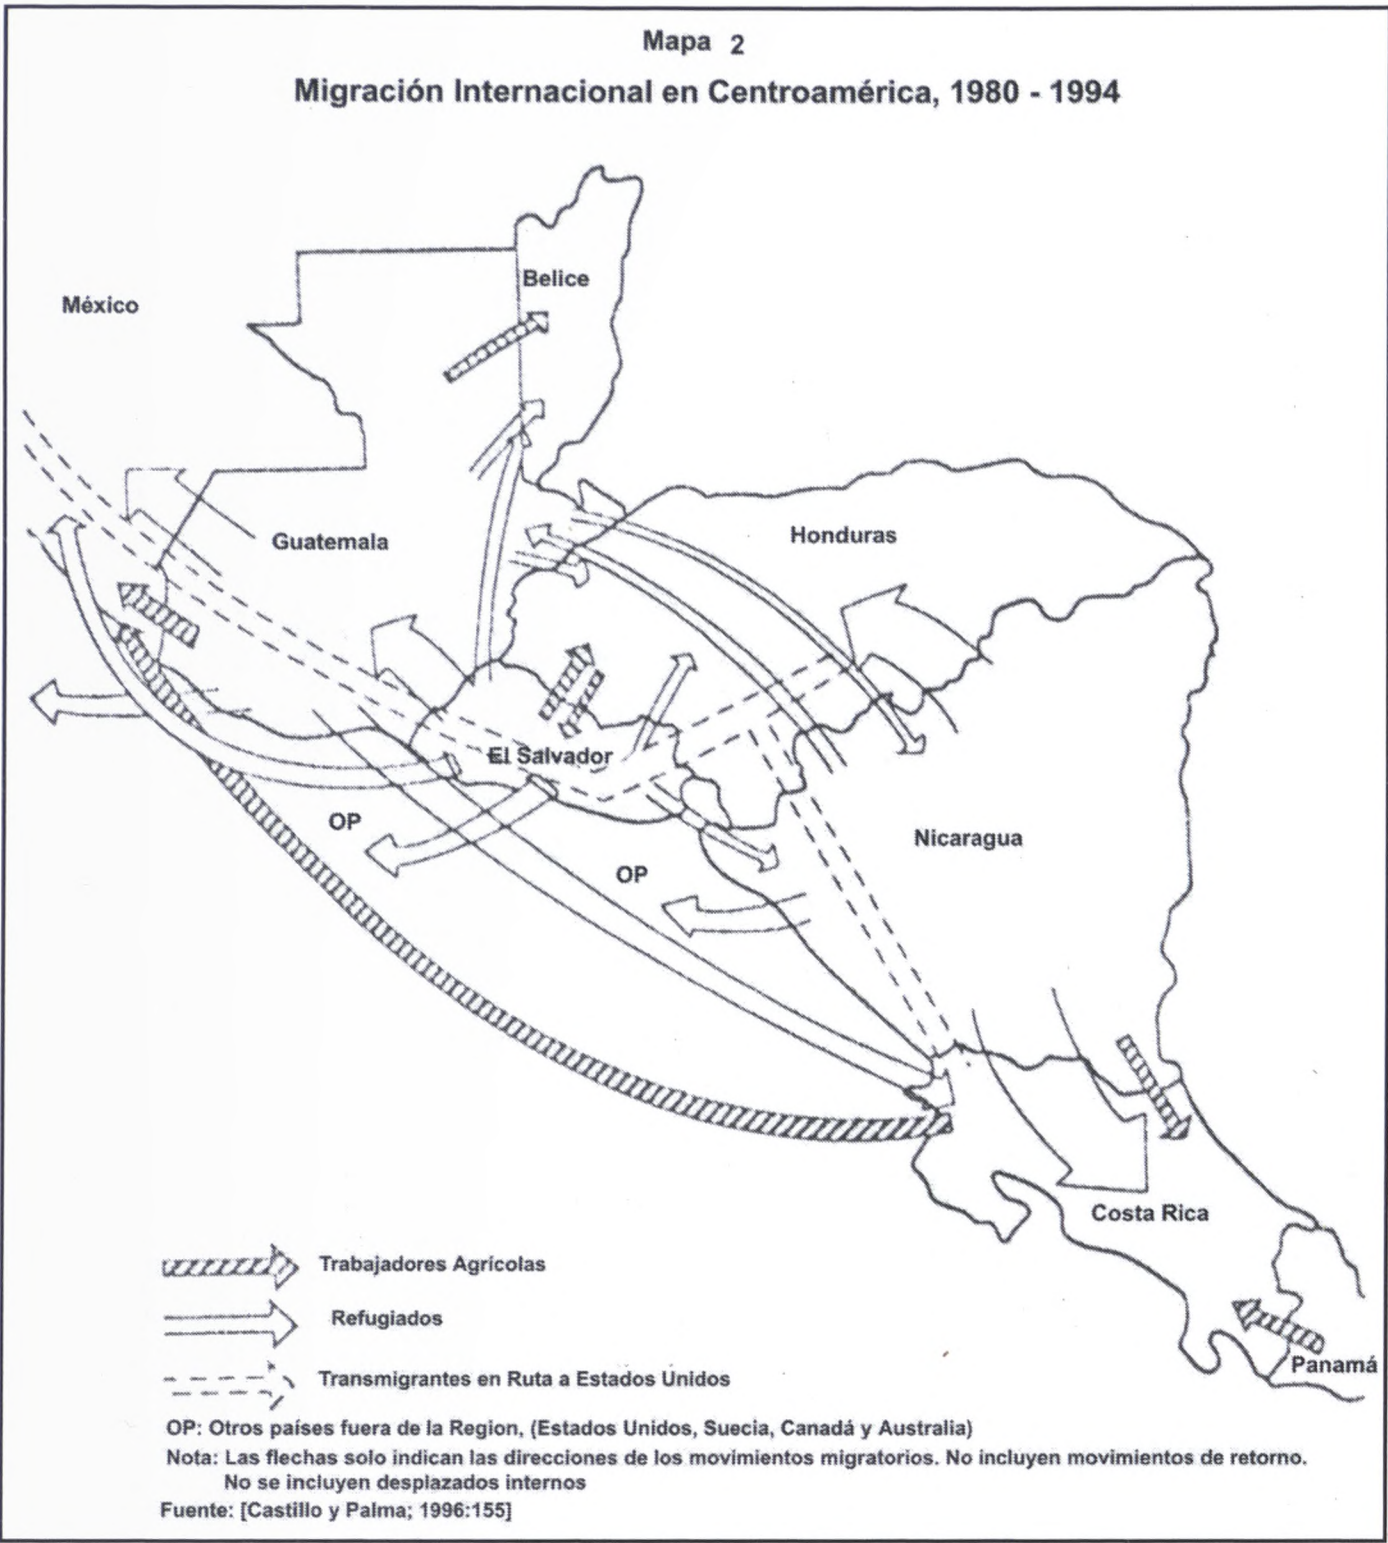 Mapa 2
Migración Internacional en Centroamérica, 1980 - 1994
Belice
México
Guatemala
Honduras
El Salvador
OP
OP
Nicaragua
Costa Rica
Panamá
Trabajadores Agrícolas
Refugiados
Transmigrantes en Ruta a Estados Unidos
OP: Otros países fuera de la Region, (Estados Unidos, Suecia, Canadá y Australia)
Nota: Las flechas solo indican las direcciones de los movimientos migratorios. No incluyen movimientos de retorno.
No se incluyen desplazados internos
Fuente: [Castillo y Palma; 1996:155]